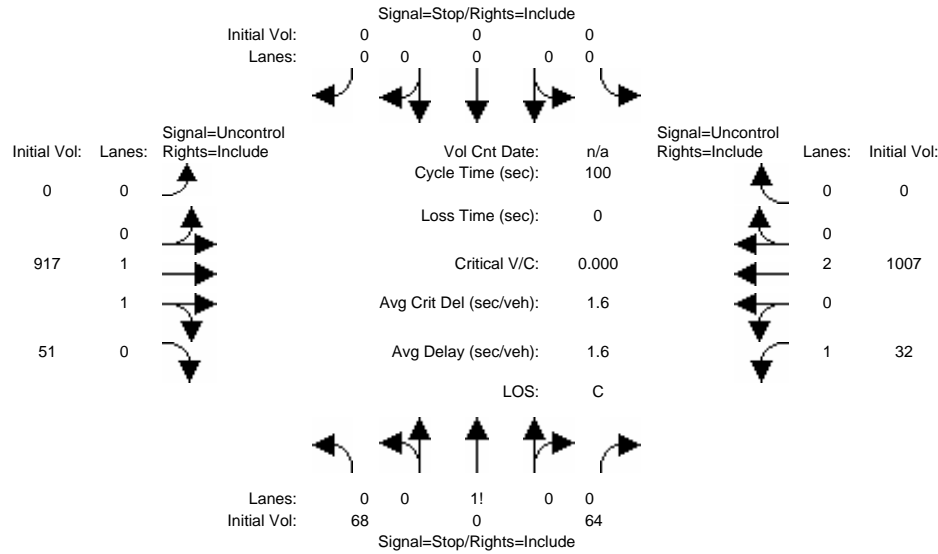 Signal=Stop/Rights=Include
Initial Vol: 0 0 0
Lanes: 0 0 0 0 0
Signal=Uncontrol Signal=Uncontrol
Initial Vol: Lanes: Rights=Include Vol Cnt Date: n/a Rights=Include Lanes: Initial Vol:
Cycle Time (sec): 100
0 0 0 0
Loss Time (sec): 0
0 0
917 1 Critical V/C: 0.000 2 1007
1 Avg Crit Del (sec/veh): 1.6 0
51 0 Avg Delay (sec/veh): 1.6 1 32
LOS: C
Lanes: 0 0 1! 0 0
Initial Vol: 68 0 64
Signal=Stop/Rights=Include